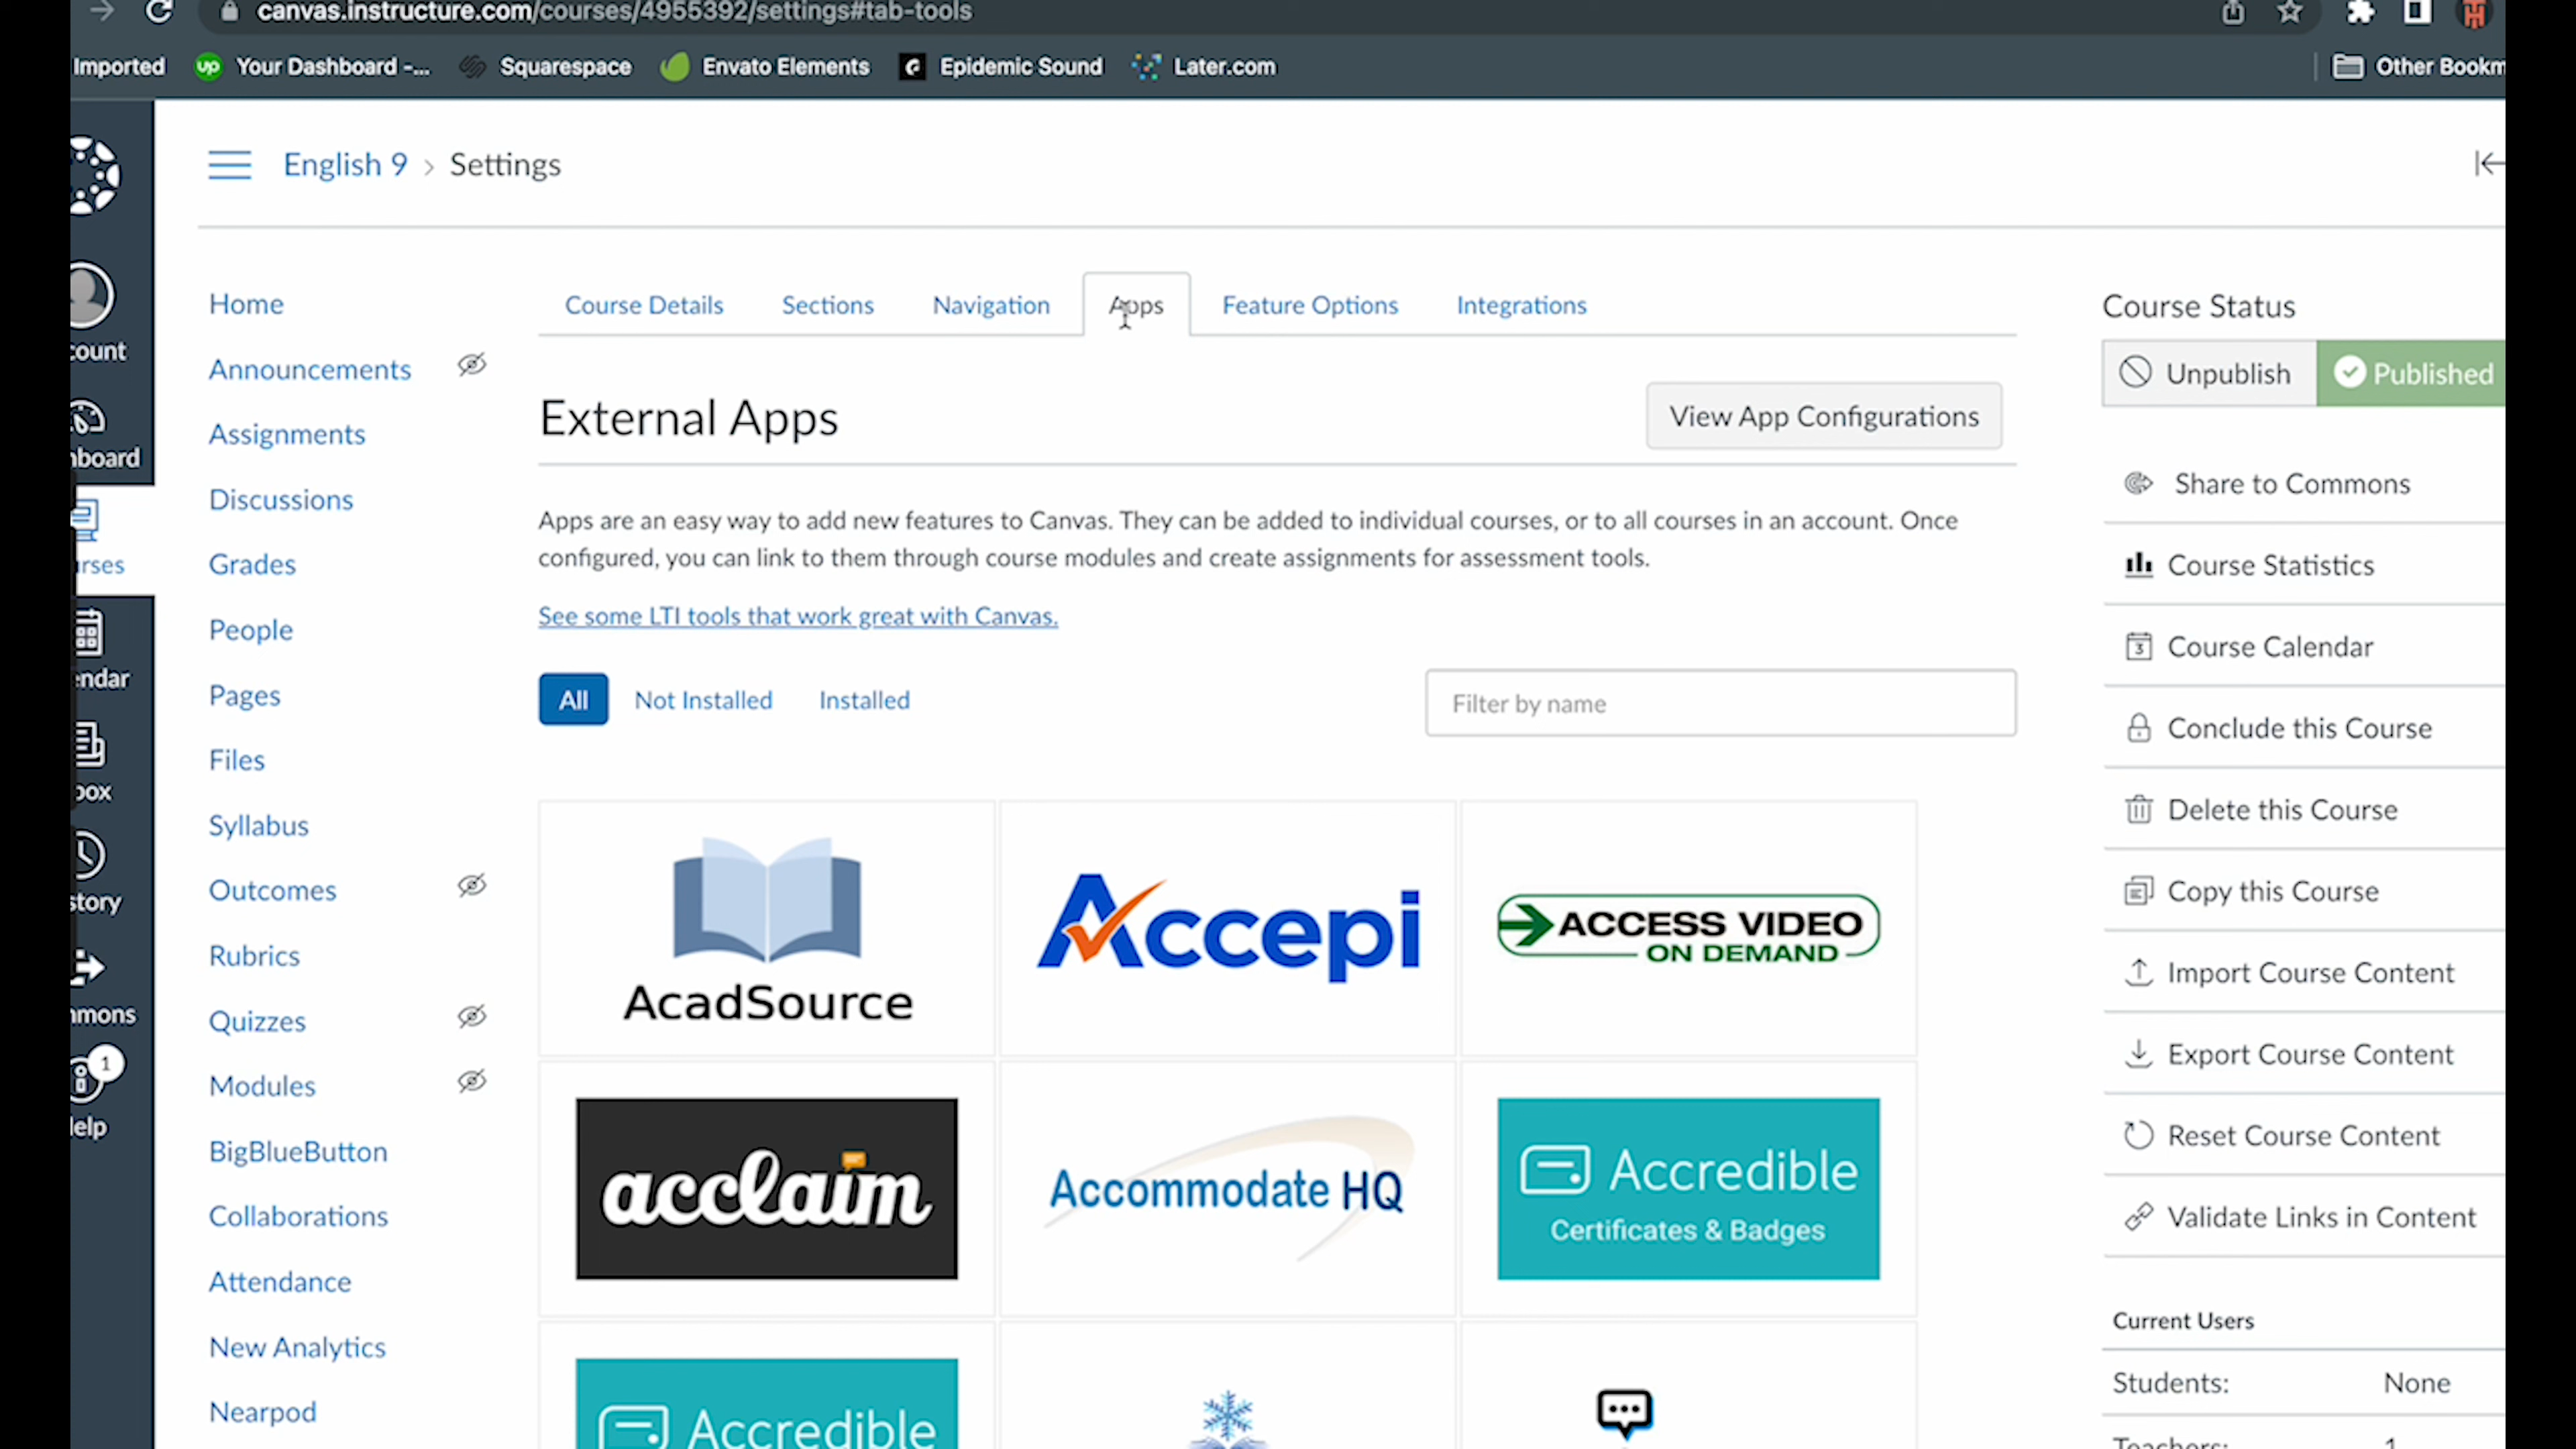 canvas.instructure.com/courses/4955392/settings#tab-tools
Imported
up
Your Dashboard -...
Squarespace
Envato Elements
Epidemic Sound
Later.com
Other Bookm
English 9 › Settings
count
nboard
rses
endar
box
story
mmons
1
elp
Home
Announcements
Assignments
Discussions
Grades
People
Pages
Files
Syllabus
Outcomes
Rubrics
Quizzes
Modules
BigBlueButton
Collaborations
Attendance
New Analytics
Nearpod
Course Details
Sections
Navigation
Apps
Feature Options
Integrations
External Apps
View App Configurations
Apps are an easy way to add new features to Canvas. They can be added to individual courses, or to all courses in an account. Once
configured, you can link to them through course modules and create assignments for assessment tools.
See some LTI tools that work great with Canvas.
All
Not Installed
Installed
Filter by name
AcadSource
Accepi
ACCESS VIDEO
ON DEMAND
acclaim
Accommodate HQ
Accredible
Certificates & Badges
Accredible
Course Status
Unpublish
Published
Share to Commons
Course Statistics
3
Course Calendar
Conclude this Course
Delete this Course
Copy this Course
Import Course Content
Export Course Content
Reset Course Content
Validate Links in Content
Current Users
Students: None
Teachers: 1